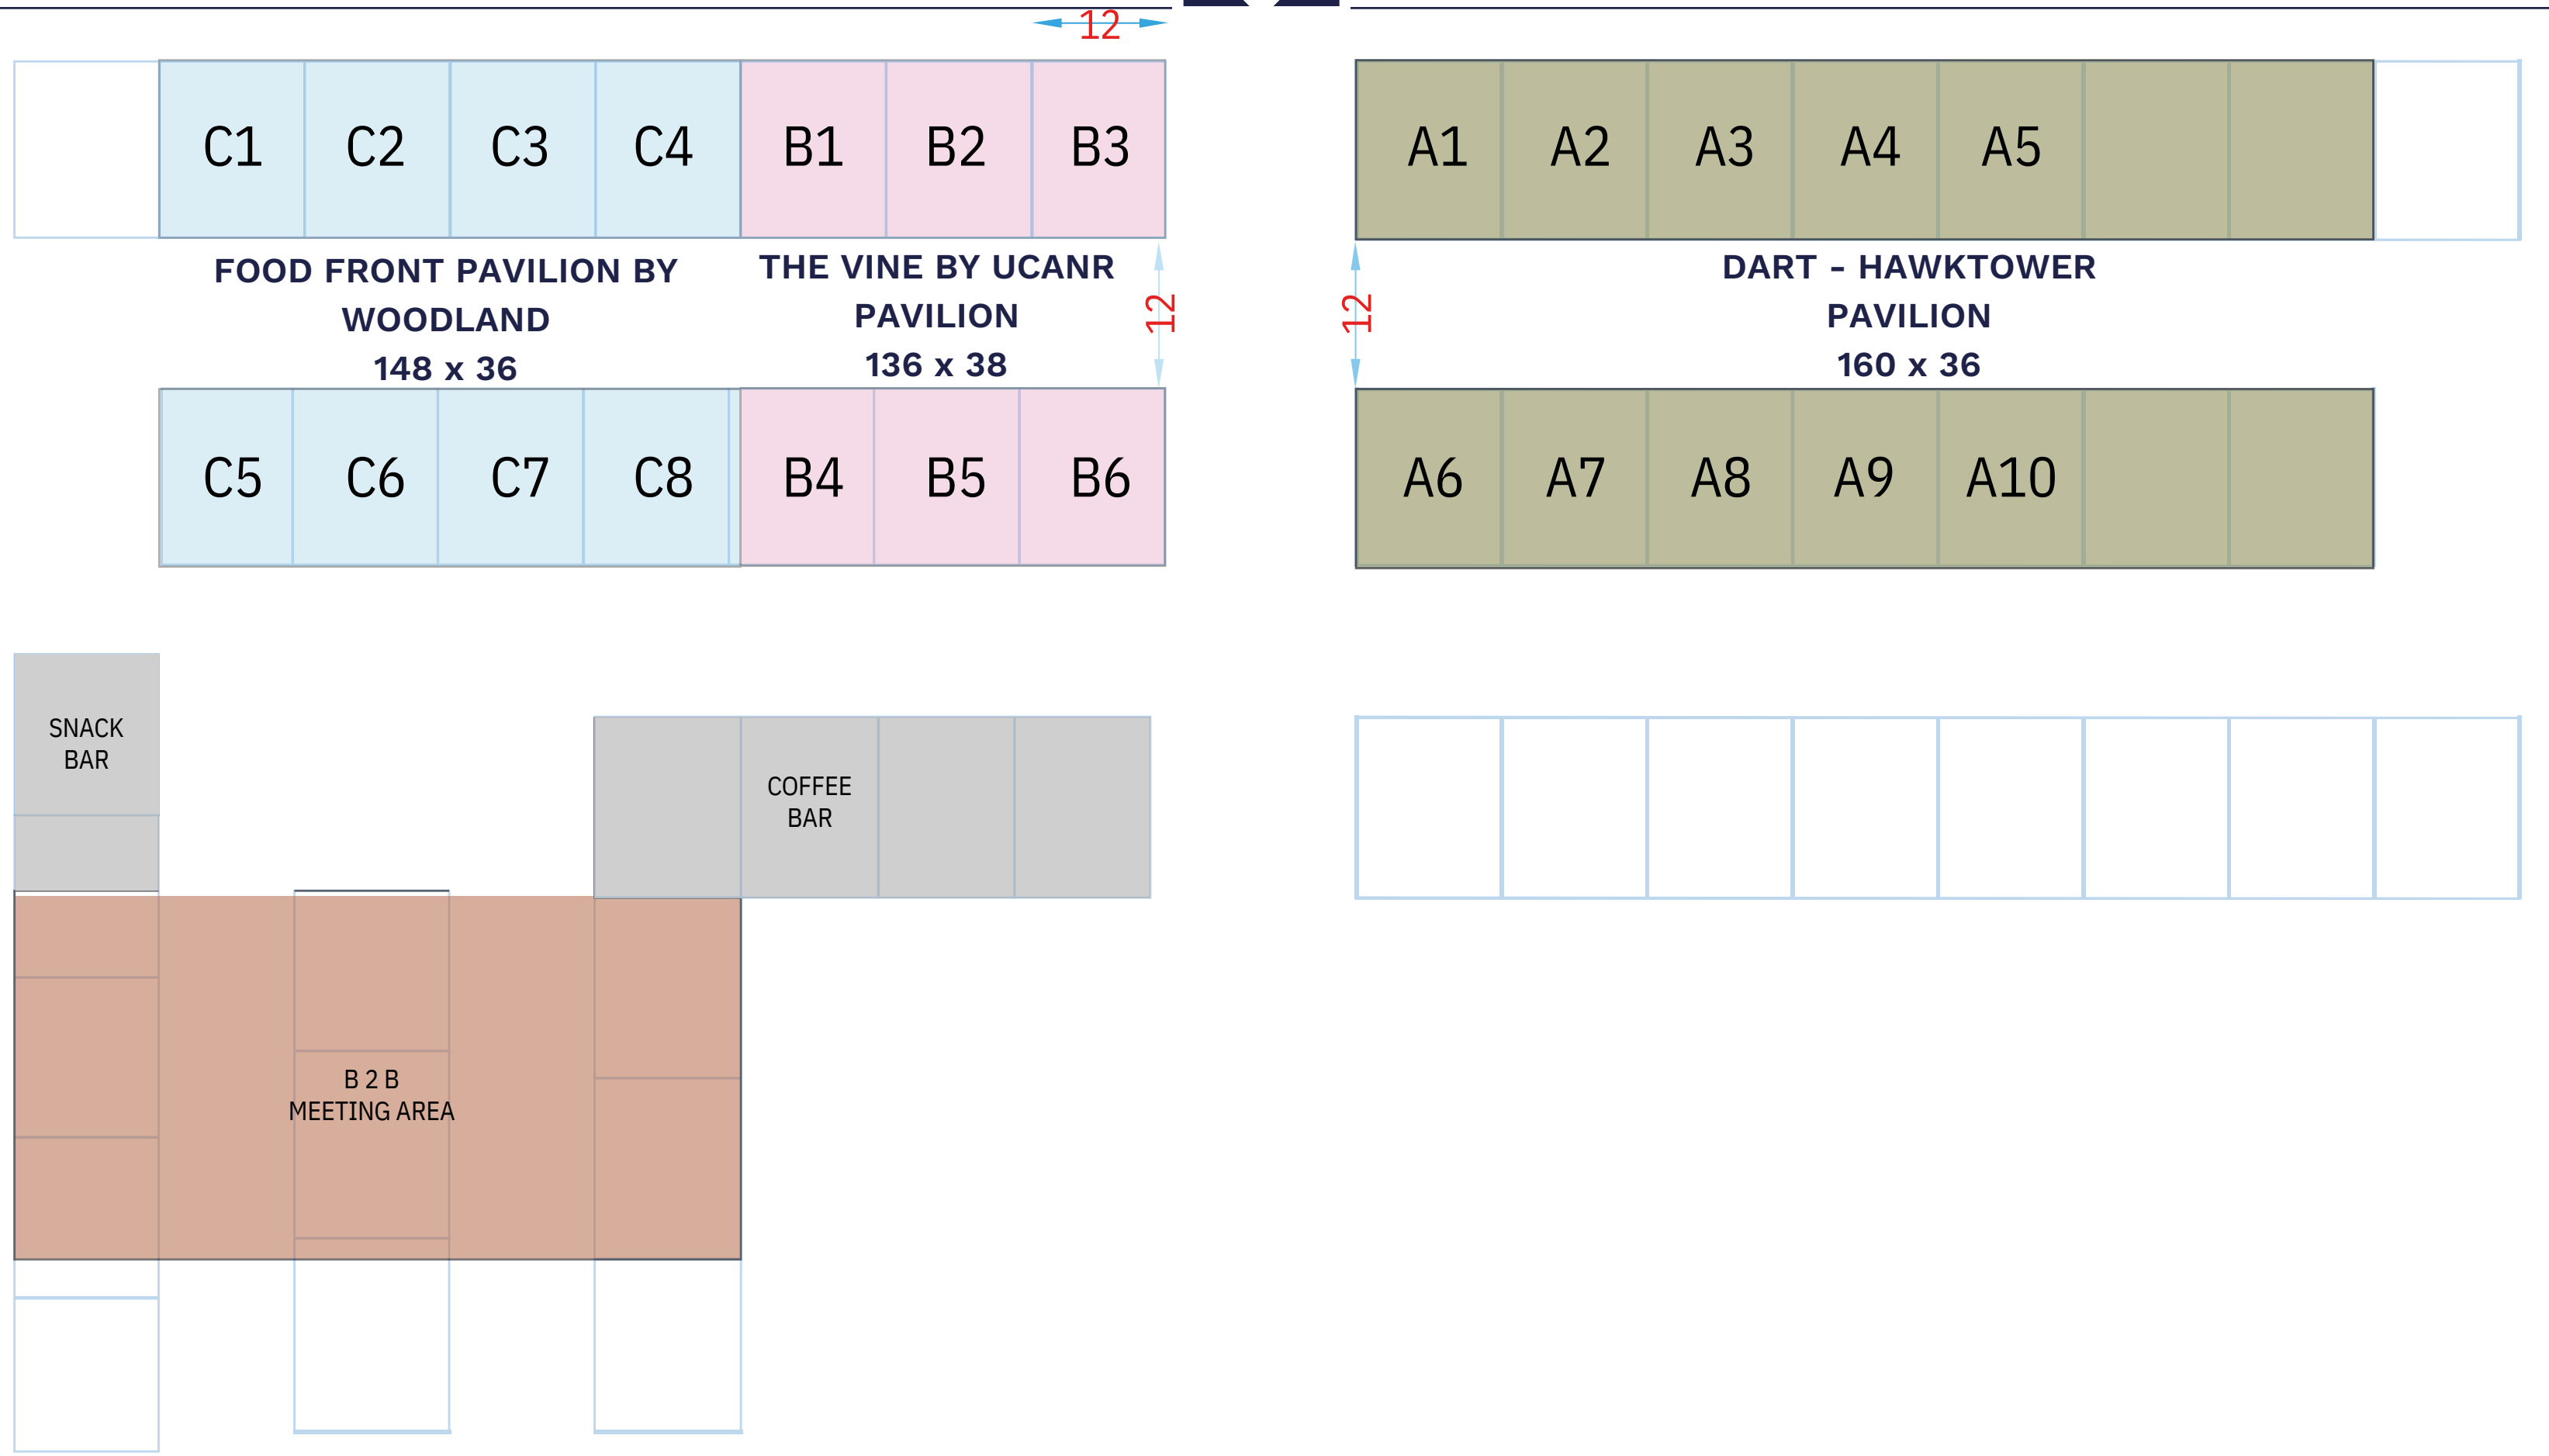 12
C1 C2 C3 C4 B1 B2 B3 A1 A2 A3 A4 A5
FOOD FRONT PAVILION BY
WOODLAND
148 x 36
THE VINE BY UCANR
PAVILION
136 x 38
12
12
DART - HAWKTOWER
PAVILION
160 x 36
C5 C6 C7 C8 B4 B5 B6 A6 A7 A8 A9 A10
SNACK
BAR
COFFEE
BAR
B 2 B
MEETING AREA